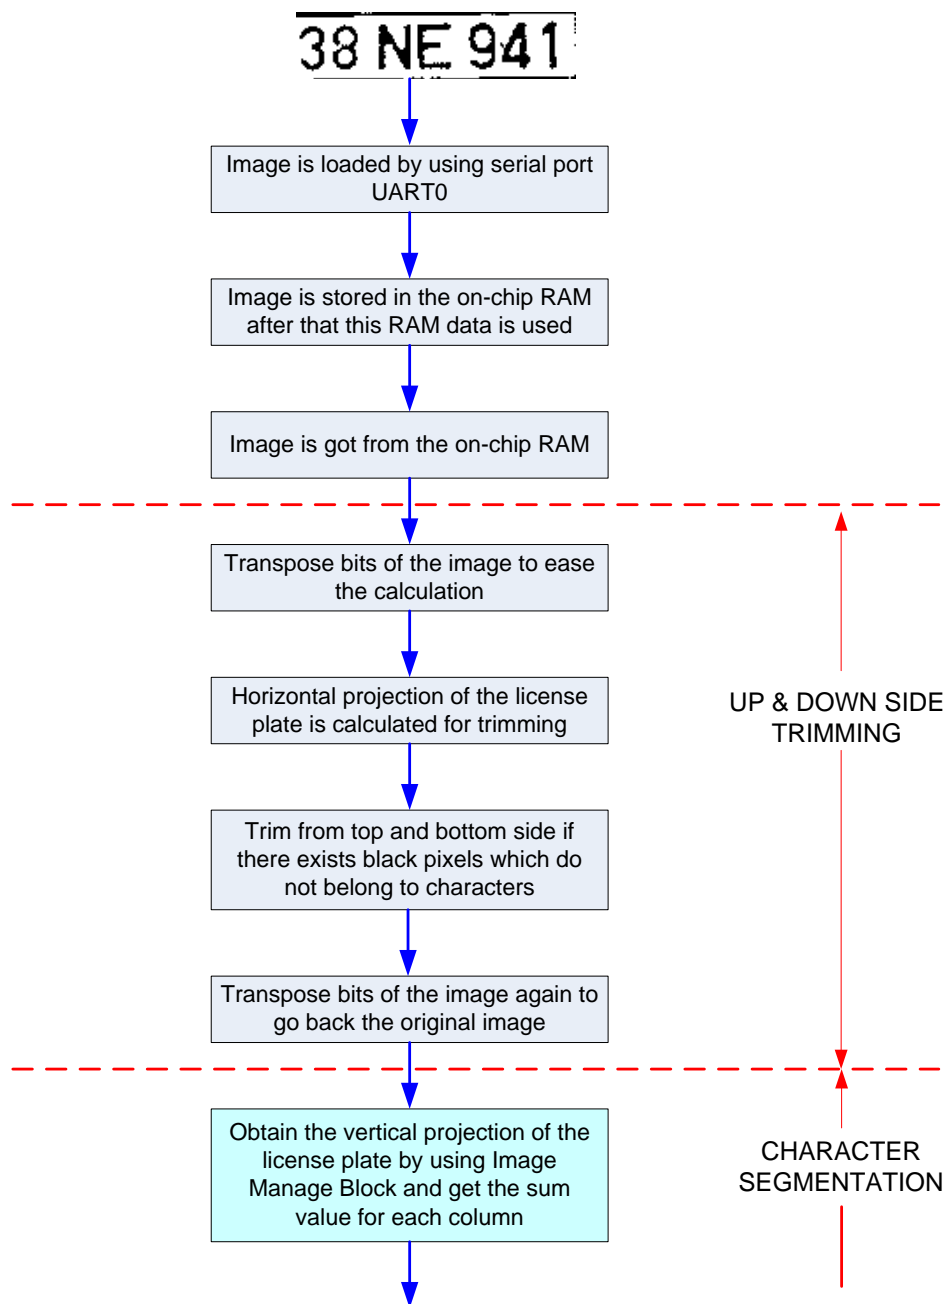 38 NE 941
Image is loaded by using serial port
UART0
Image is stored in the on-chip RAM
after that this RAM data is used
Image is got from the on-chip RAM
Transpose bits of the image to ease
the calculation
Horizontal projection of the license
plate is calculated for trimming
UP & DOWN SIDE
TRIMMING
Trim from top and bottom side if
there exists black pixels which do
not belong to characters
Transpose bits of the image again to
go back the original image
Obtain the vertical projection of the
license plate by using Image
Manage Block and get the sum
value for each column
CHARACTER
SEGMENTATION